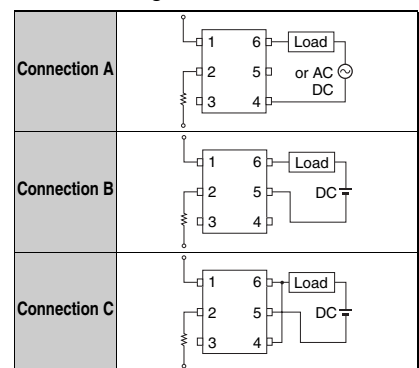 Connection A
1 6 Load
2 5 or AC
DC
3 4
Connection B
1 6 Load
2 5 DC
3 4
Connection C
1 6 Load
2 5 DC
3 4